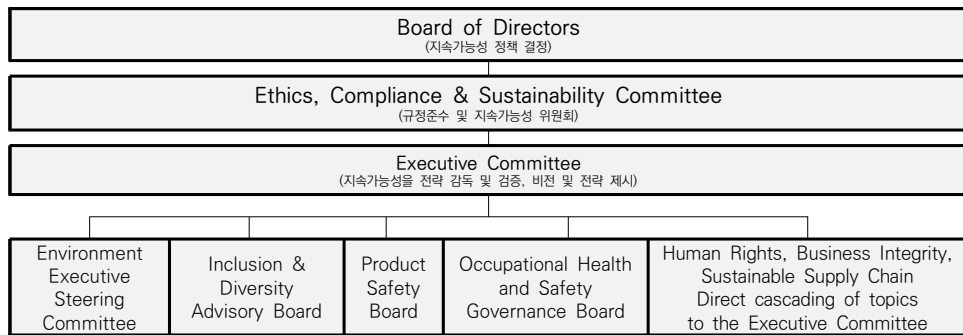 Board of Directors
(지속가능성 정책 결정)
Ethics, Compliance & Sustainability Committee
(규정준수 및 지속가능성 위원회)
Executive Committee
(지속가능성을 전략 감독 및 검증, 비전 및 전략 제시)
Environment
Executive
Steering
Committee
Inclusion &
Diversity
Advisory Board
Product
Safety
Board
Occupational Health
and Safety
Governance Board
Human Rights, Business Integrity,
Sustainable Supply Chain
Direct cascading of topics
to the Executive Committee